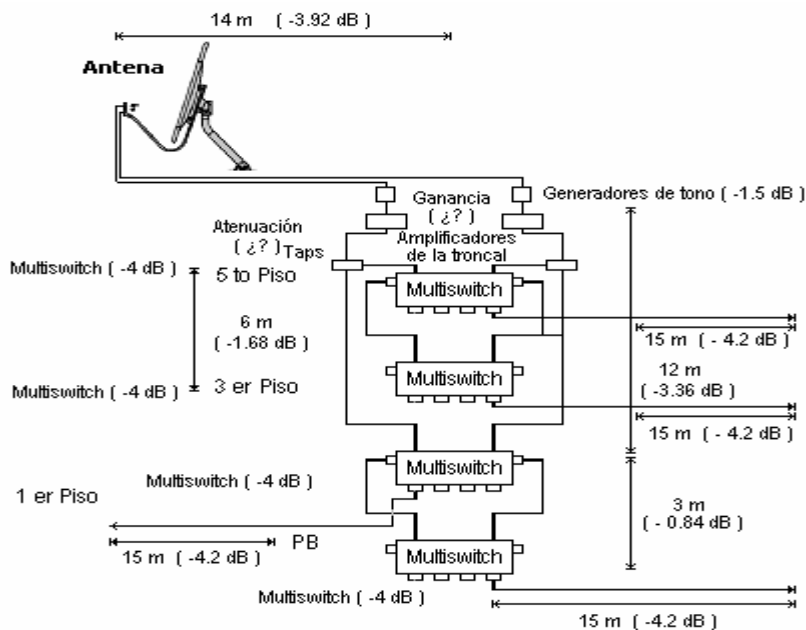 14 m ( -3.92 dB )
Antena
Ganancia
( ¿? )
Generadores de tono ( -1.5 dB )
Atenuación
( ¿? )
Taps
Amplificadores
de la troncal
Multiswitch ( -4 dB )
5 to Piso
Multiswitch
6 m
( -1.68 dB )
15 m ( - 4.2 dB )
12 m
( -3.36 dB )
Multiswitch ( -4 dB )
3 er Piso
Multiswitch
15 m ( - 4.2 dB )
Multiswitch ( -4 dB )
Multiswitch
1 er Piso
3 m
( - 0.84 dB )
15 m ( -4.2 dB )
PB
Multiswitch
Multiswitch ( -4 dB )
15 m ( -4.2 dB )